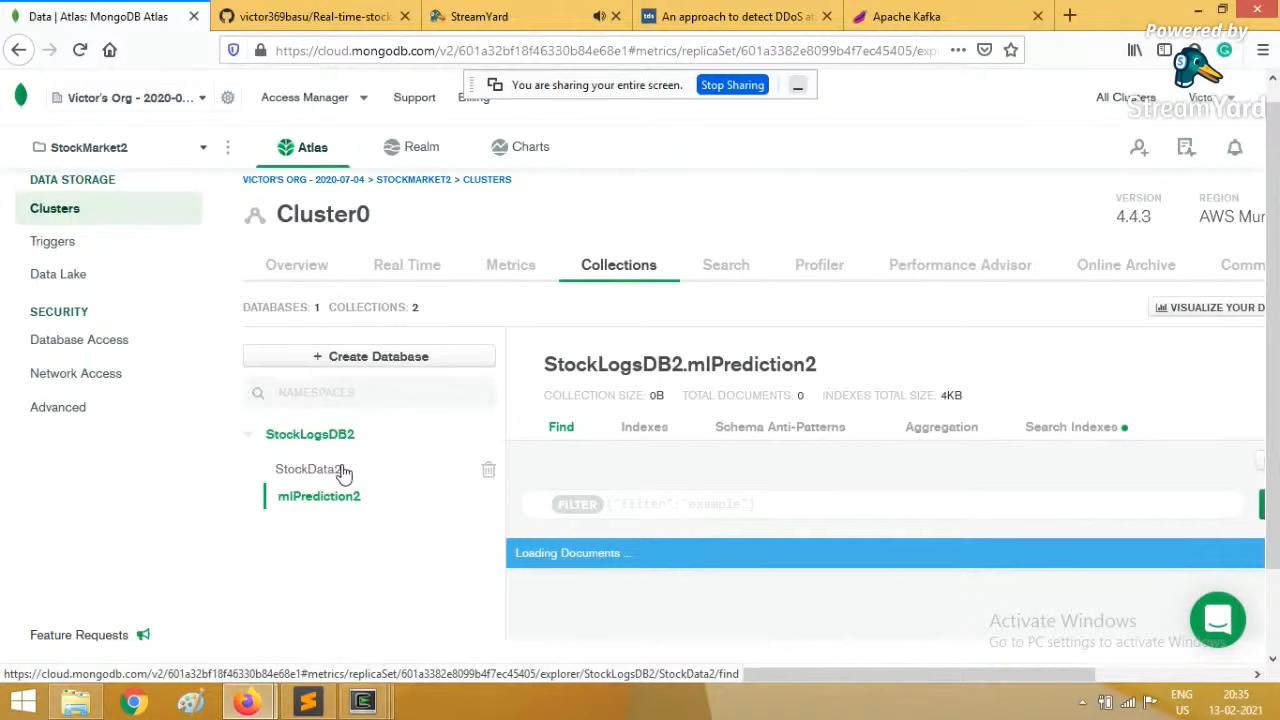 Data | Atlas: MongoDB Atlas
victor369basu/Real-time-stock
StreamYard
An approach to detect DDoS at
Apache Kafka
https://cloud.mongodb.com/v2/601a32bf18f46330b84e68e1#metrics/replicaSet/601a3382e8099b4f7ec45405/exp
Powered by
StreamYard
You are sharing your entire screen.
Stop Sharing
Victor's Org - 2020-0...
Access Manager
Support
Billing
All Clusters
Victor
StockMarket2
Atlas
Realm
Charts
DATA STORAGE
Clusters
Triggers
Data Lake
SECURITY
Database Access
Network Access
Advanced
Feature Requests
VICTOR'S ORG - 2020-07-04 > STOCKMARKET2 > CLUSTERS
Cluster0
VERSION
4.4.3
REGION
AWS Mum
Overview
Real Time
Metrics
Collections
Search
Profiler
Performance Advisor
Online Archive
Comm
DATABASES: 1 COLLECTIONS: 2
VISUALIZE YOUR D
+ Create Database
NAMESPACES
StockLogsDB2
StockData2
mlPrediction2
StockLogsDB2.mlPrediction2
COLLECTION SIZE: 0B TOTAL DOCUMENTS: 0 INDEXES TOTAL SIZE: 4KB
Find
Indexes
Schema Anti-Patterns
Aggregation
Search Indexes
FILTER {"filter":"example"}
Loading Documents ...
Activate Windows
Go to PC settings to activate Windows.
https://cloud.mongodb.com/v2/601a32bf18f46330b84e68e1#metrics/replicaSet/601a3382e8099b4f7ec45405/explorer/StockLogsDB2/StockData2/find
ENG
US
20:35
13-02-2021